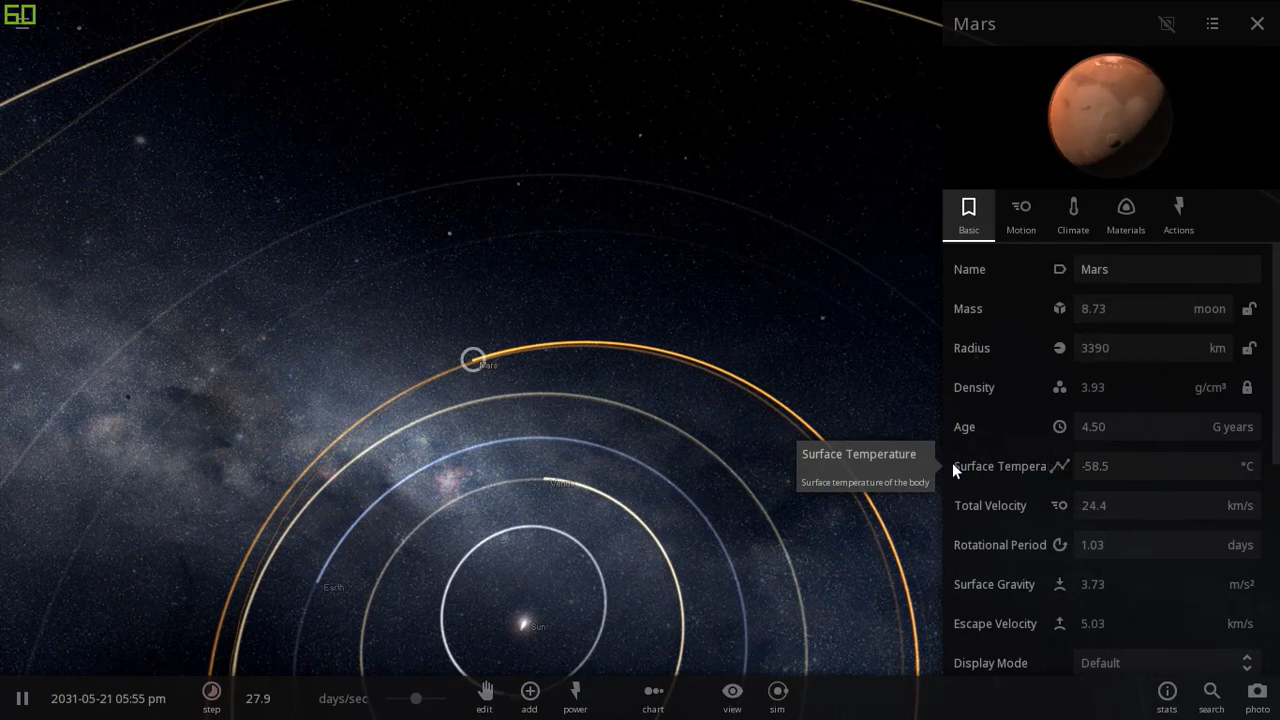 60
Mars
Basic
Motion
Climate
Materials
Actions
Name
Mars
Mass
8.73 moon
Radius
3390 km
Mars
Density
3.93 g/cm³
Age
4.50 G years
Surface Temperature
Surface temperature of the body
Surface Tempera
-58.5 °C
Venus
Total Velocity
24.4 km/s
Rotational Period
1.03 days
Earth
Surface Gravity
3.73 m/s²
Sun
Escape Velocity
5.03 km/s
Display Mode
Default
2031-05-21 05:55 pm
step
27.9 days/sec
edit
add
power
chart
view
sim
stats
search
photo